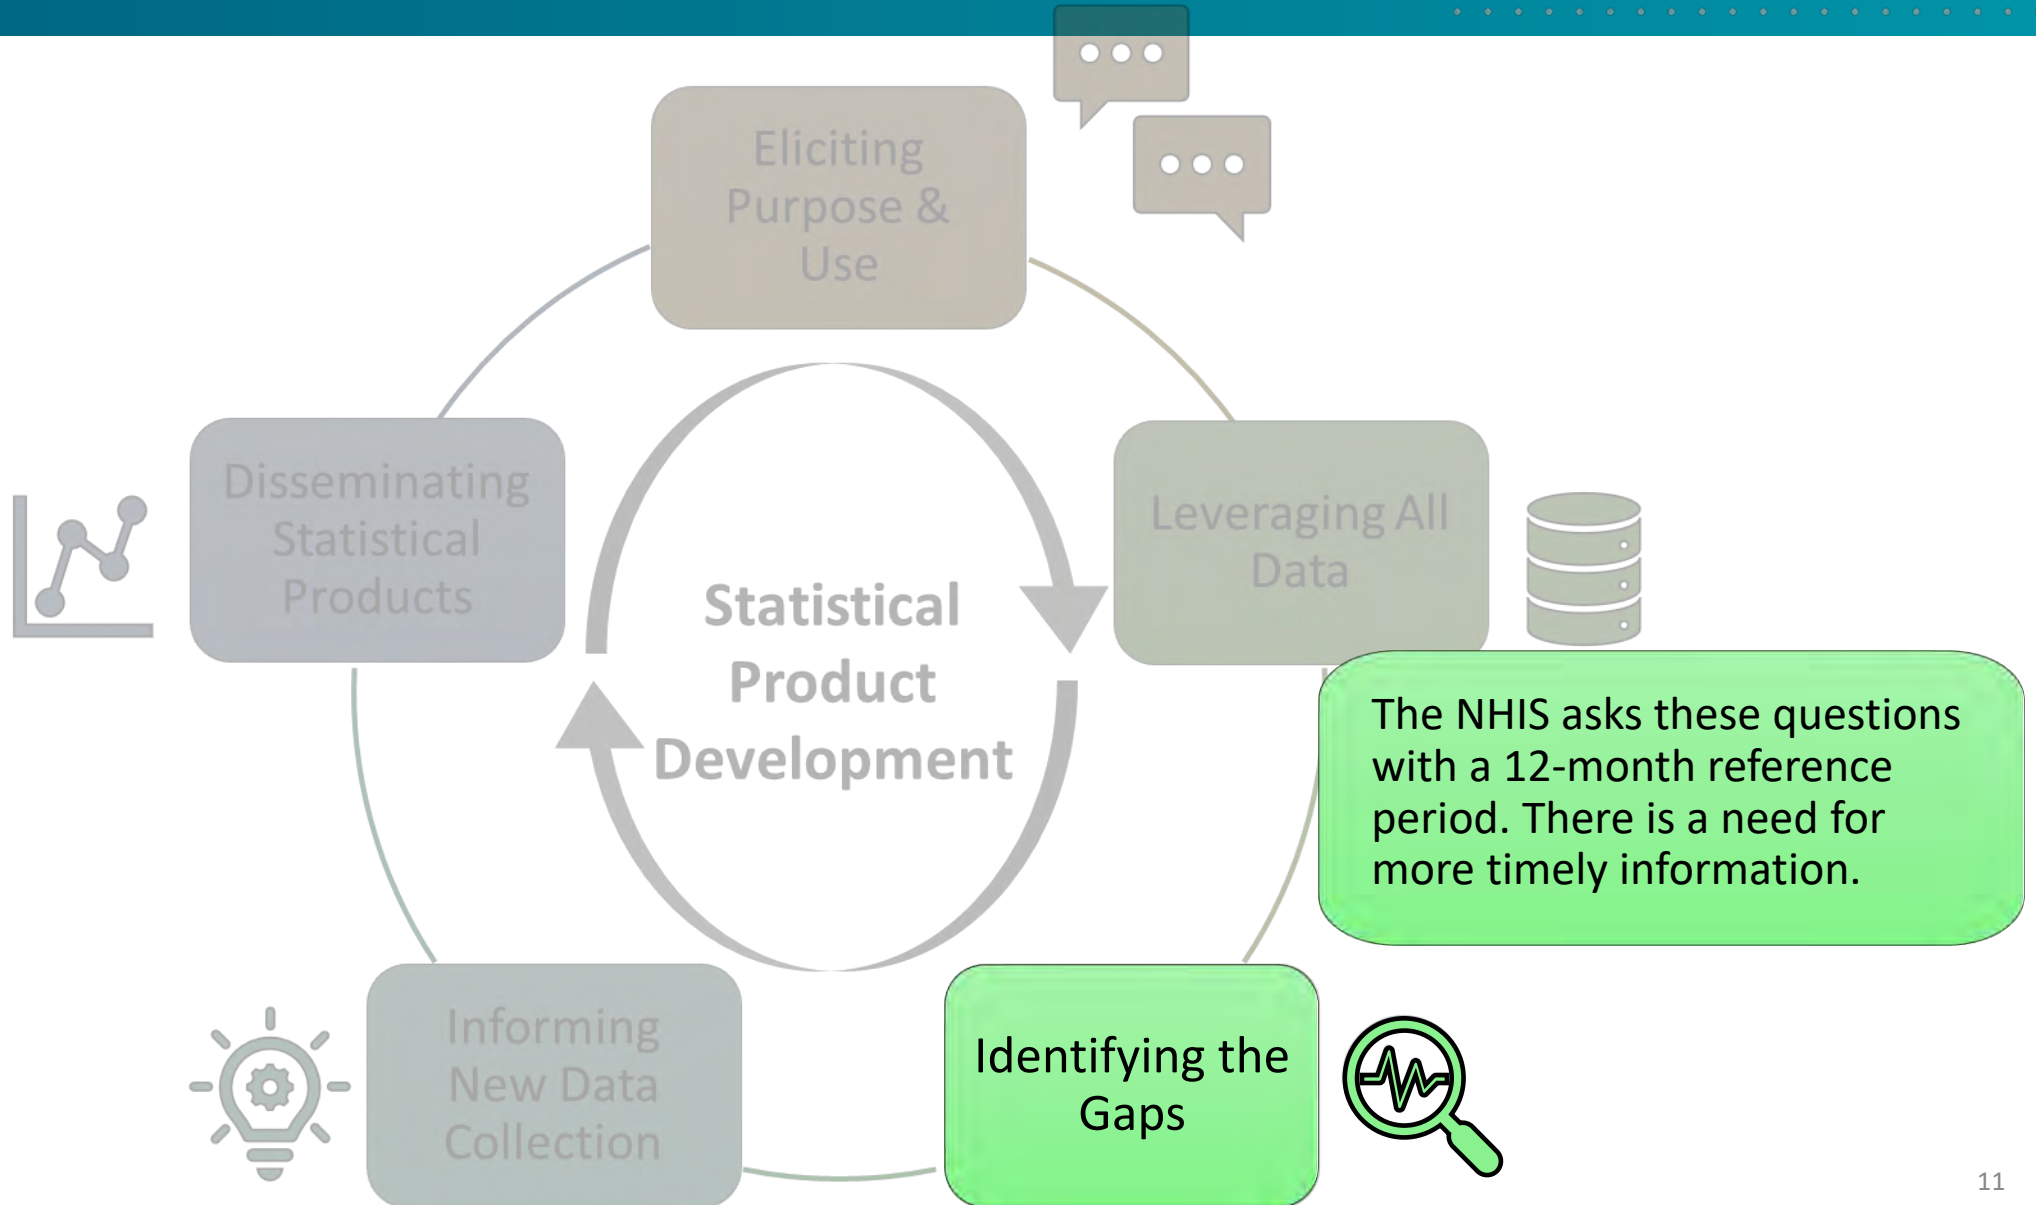 Eliciting
Purpose &
Use
Leveraging All
Data
The NHIS asks these questions
with a 12-month reference
period. There is a need for
more timely information.
Identifying the
Gaps
Informing
New Data
Collection
Disseminating
Statistical
Products
Statistical
Product
Development
11